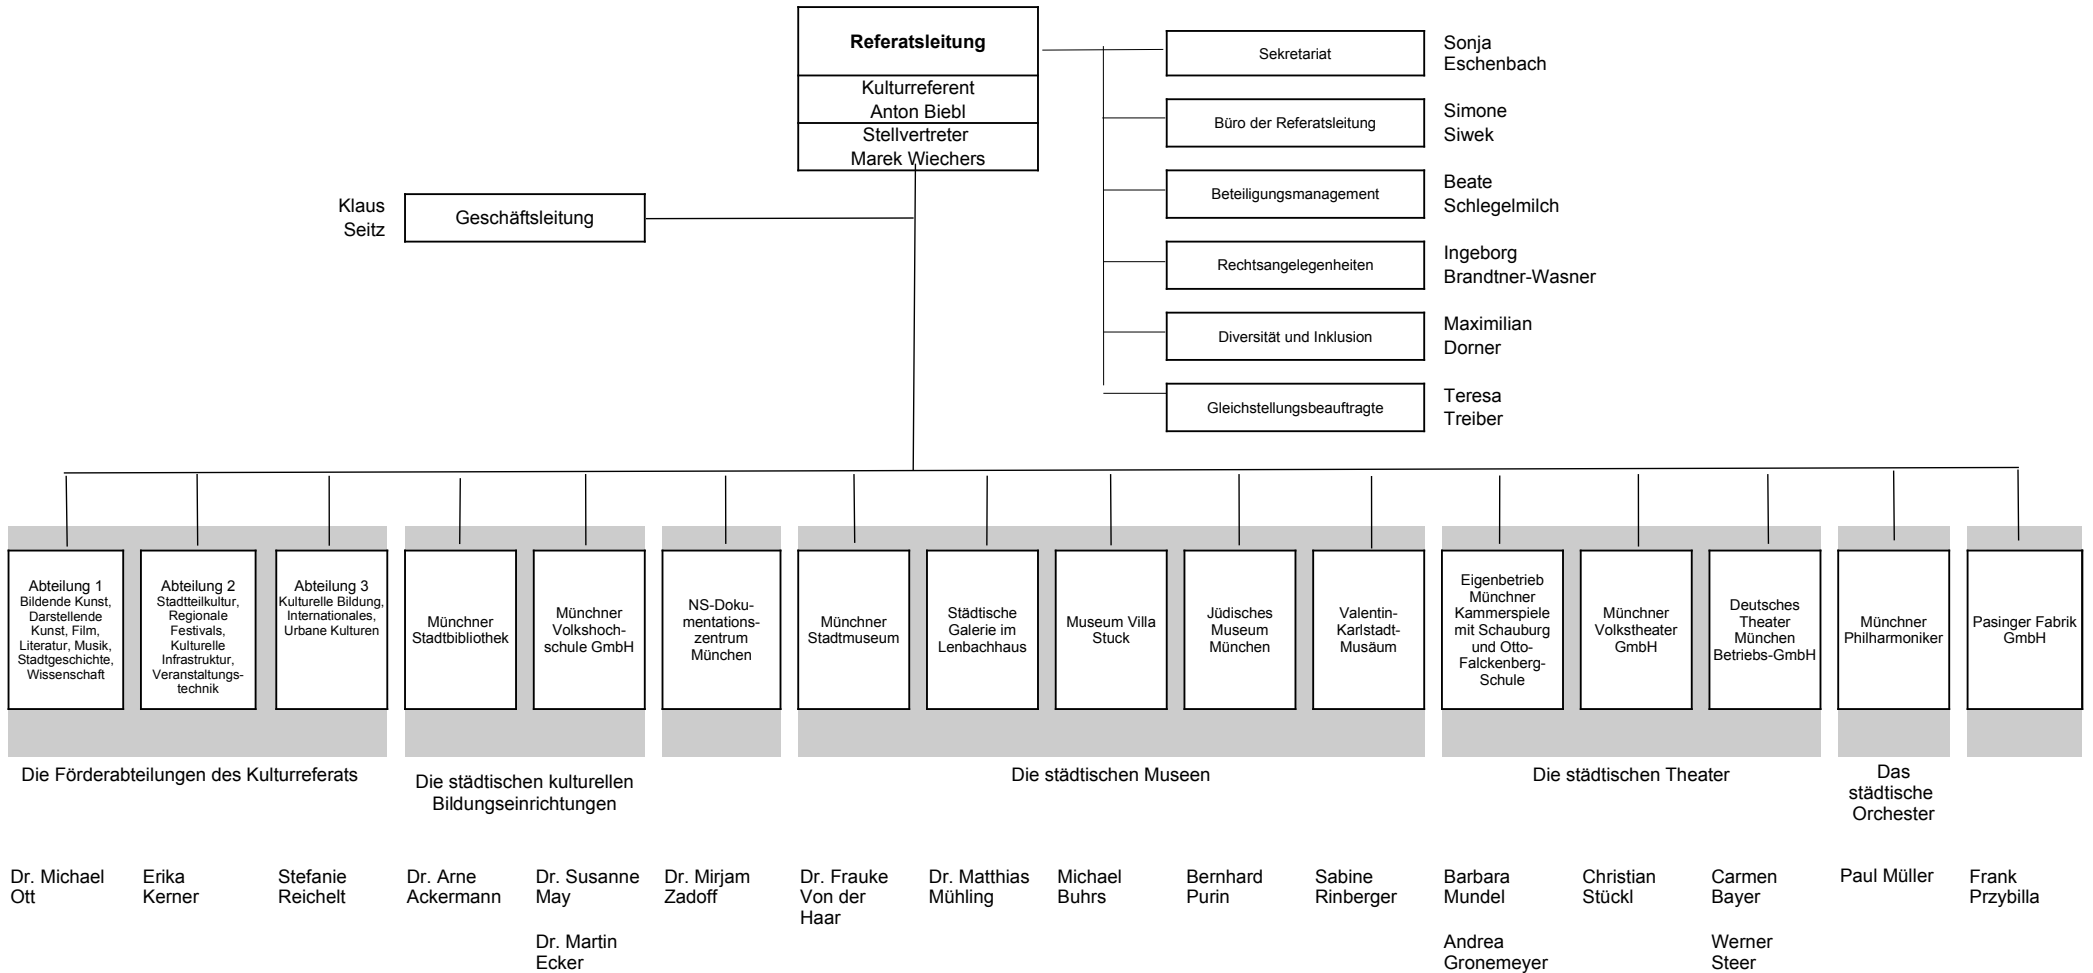 Referatsleitung
Kulturreferent
Anton Biebl
Stellvertreter
Marek Wiechers
Sekretariat
Sonja
Eschenbach
Büro der Referatsleitung
Simone
Siwek
Beteiligungsmanagement
Beate
Schlegelmilch
Rechtsangelegenheiten
Ingeborg
Brandtner-Wasner
Diversität und Inklusion
Maximilian
Dorner
Gleichstellungsbeauftragte
Teresa
Treiber
Klaus
Seitz
Geschäftsleitung
Abteilung 1
Bildende Kunst,
Darstellende
Kunst, Film,
Literatur, Musik,
Stadtgeschichte,
Wissenschaft
Abteilung 2
Stadtteilkultur,
Regionale
Festivals,
Kulturelle
Infrastruktur,
Veranstaltungs-
technik
Abteilung 3
Kulturelle Bildung,
Internationales,
Urbane Kulturen
Münchner
Stadtbibliothek
Münchner
Volkshoch-
schule GmbH
NS-Doku-
mentations-
zentrum
München
Münchner
Stadtmuseum
Städtische
Galerie im
Lenbachhaus
Museum Villa
Stuck
Jüdisches
Museum
München
Valentin-
Karlstadt-
Musäum
Eigenbetrieb
Münchner
Kammerspiele
mit Schauburg
und Otto-
Falckenberg-
Schule
Münchner
Volkstheater
GmbH
Deutsches
Theater
München
Betriebs-GmbH
Münchner
Philharmoniker
Pasinger Fabrik
GmbH
Die Förderabteilungen des Kulturreferats
Die städtischen kulturellen
Bildungseinrichtungen
Die städtischen Museen
Die städtischen Theater
Das
städtische
Orchester
Dr. Michael
Ott
Erika
Kerner
Stefanie
Reichelt
Dr. Arne
Ackermann
Dr. Susanne
May
Dr. Martin
Ecker
Dr. Mirjam
Zadoff
Dr. Frauke
Von der
Haar
Dr. Matthias
Mühling
Michael
Buhrs
Bernhard
Purin
Sabine
Rinberger
Barbara
Mundel
Andrea
Gronemeyer
Christian
Stückl
Carmen
Bayer
Werner
Steer
Paul Müller
Frank
Przybilla